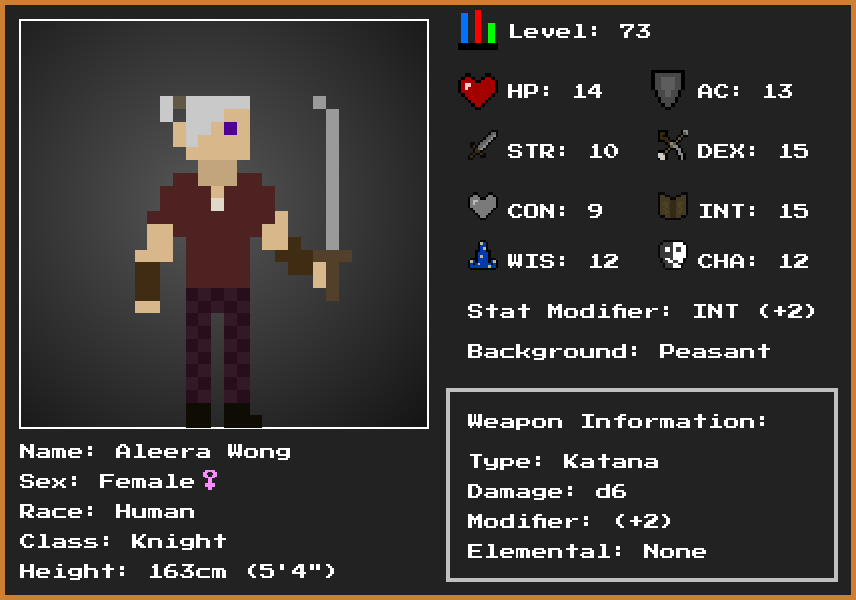 Level: 73
HP: 14
AC: 13
STR: 10
DEX: 15
CON: 9
INT: 15
WIS: 12
CHA: 12
Stat Modifier: INT (+2)
Background: Peasant
Weapon Information:
Type: Katana
Damage: d6
Modifier: (+2)
Elemental: None
Name: Aleera Wong
Sex: Female♀
Race: Human
Class: Knight
Height: 163cm (5'4")